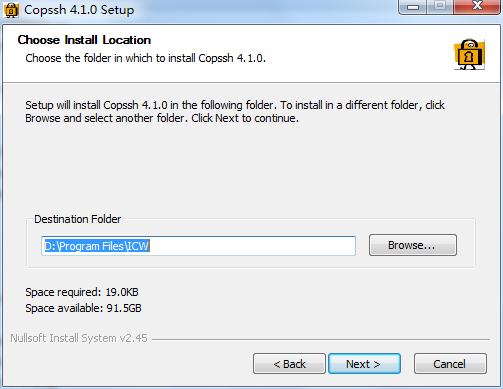 Copssh 4.1.0 Setup
Choose Install Location
Choose the folder in which to install Copssh 4.1.0.
Setup will install Copssh 4.1.0 in the following folder. To install in a different folder, click
Browse and select another folder. Click Next to continue.
Destination Folder
D:\Program Files\ICW
Browse...
Space required: 19.0KB
Space available: 91.5GB
Nullsoft Install System v2.45
< Back
Next >
Cancel